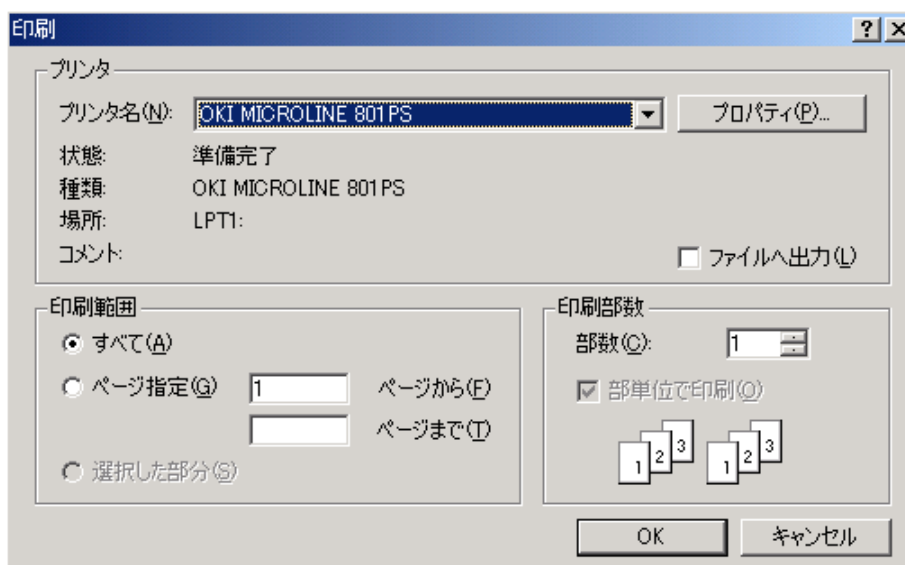 印刷
プリンタ
プリンタ名(N): OKI MICROLINE 801PS プロパティ(P)...
状態: 準備完了
種類: OKI MICROLINE 801PS
場所: LPT1:
コメント: ファイルへ出力(L)
印刷範囲
すべて(A)
ページ指定(G) 1 ページから(F)
ページまで(T)
選択した部分(S)
印刷部数
部数(C): 1
部単位で印刷(O)
1 2 3 1 2 3
OK キャンセル